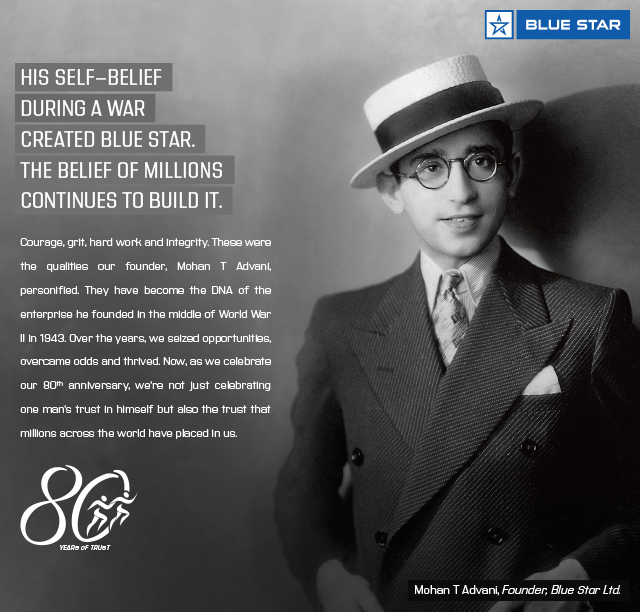 BLUE STAR
HIS SELF–BELIEF
DURING A WAR
CREATED BLUE STAR.
THE BELIEF OF MILLIONS
CONTINUES TO BUILD IT.
Courage, grit, hard work and integrity. These were
the qualities our founder, Mohan T Advani,
personified. They have become the DNA of the
enterprise he founded in the middle of World War
II in 1943. Over the years, we seized opportunities,
overcame odds and thrived. Now, as we celebrate
our 80th anniversary, we're not just celebrating
one man's trust in himself but also the trust that
millions across the world have placed in us.
80
YEARS OF TRUST
Mohan T Advani, Founder, Blue Star Ltd.